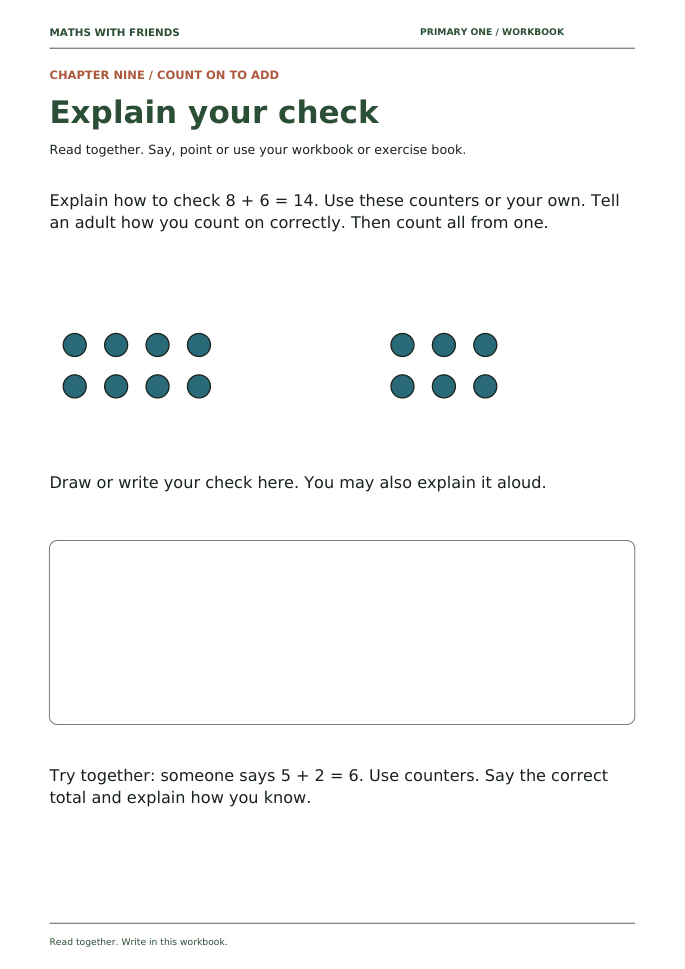 MATHS WITH FRIENDS
PRIMARY ONE / WORKBOOK
CHAPTER NINE / COUNT ON TO ADD
Explain your check
Read together. Say, point or use your workbook or exercise book.
Explain how to check 8 + 6 = 14. Use these counters or your own. Tell
an adult how you count on correctly. Then count all from one.
Draw or write your check here. You may also explain it aloud.
Try together: someone says 5 + 2 = 6. Use counters. Say the correct
total and explain how you know.
Read together. Write in this workbook.